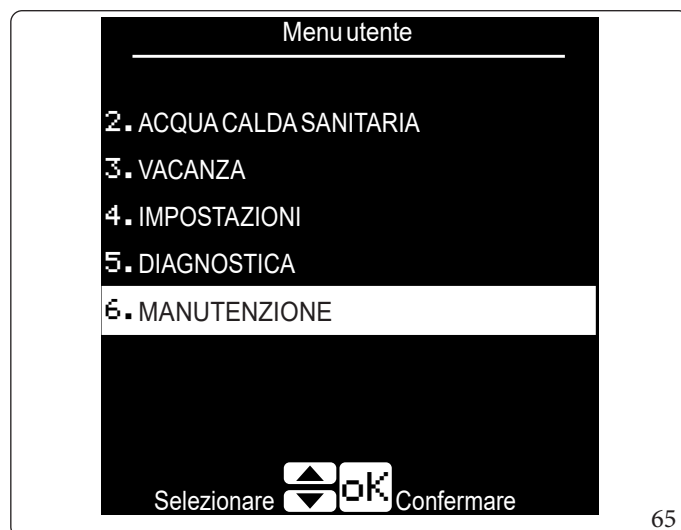 Menu utente
2. ACQUA CALDA SANITARIA
3. VACANZA
4. IMPOSTAZIONI
5. DIAGNOSTICA
6. MANUTENZIONE
Selezionare oK Confermare
65